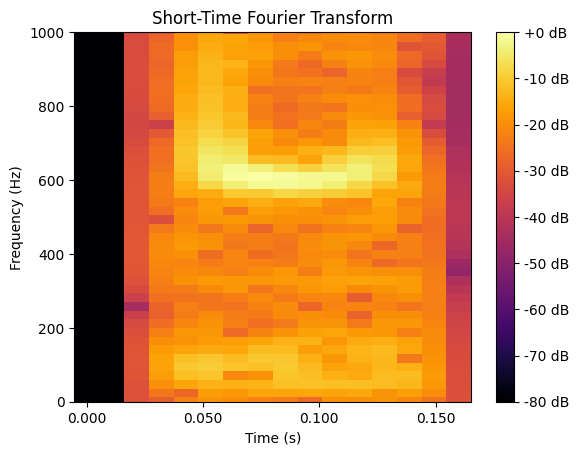 Short-Time Fourier Transform
Frequency (Hz)
1000
800
600
400
200
0
0.000
0.050
0.100
0.150
Time (s)
+0 dB
-10 dB
-20 dB
-30 dB
-40 dB
-50 dB
-60 dB
-70 dB
-80 dB